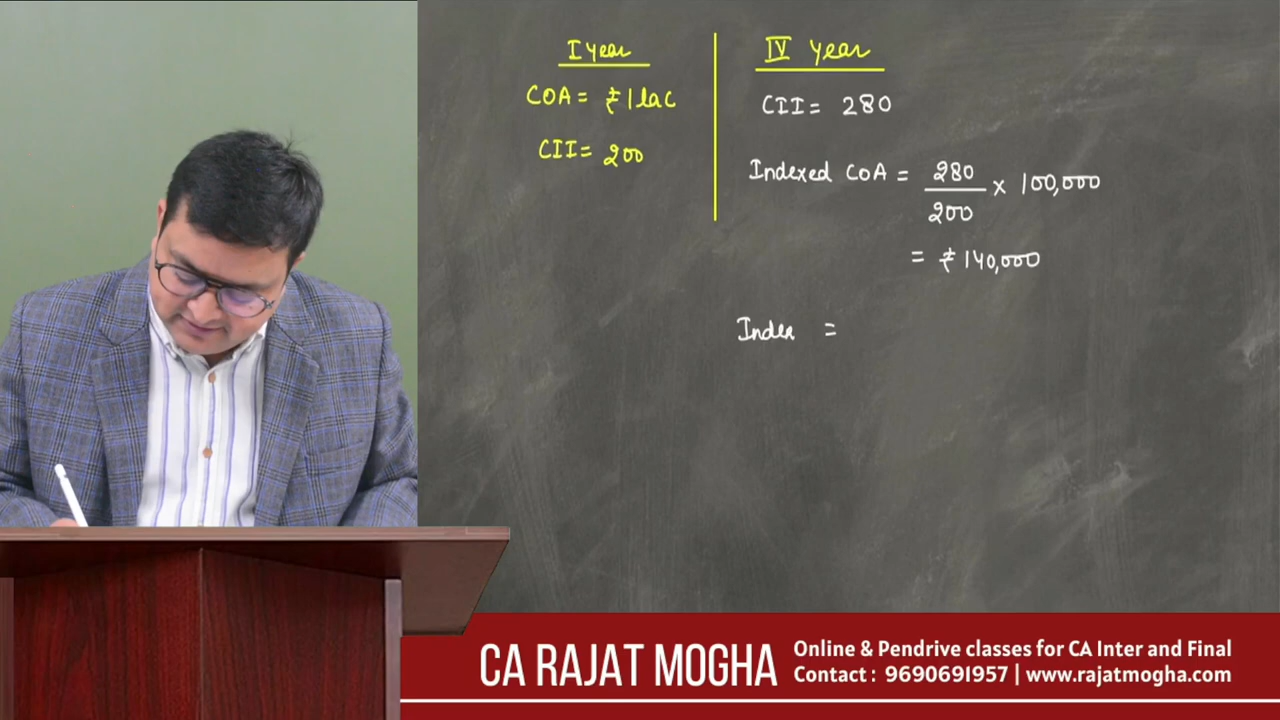 I Year
COA = ₹ 1 lac
CII = 200
IV Year
CII = 280
Indexed COA = 280/200 × 100,000
= ₹ 140,000
Index =
CA RAJAT MOGHA
Online & Pendrive classes for CA Inter and Final
Contact : 9690691957 | www.rajatmogha.com